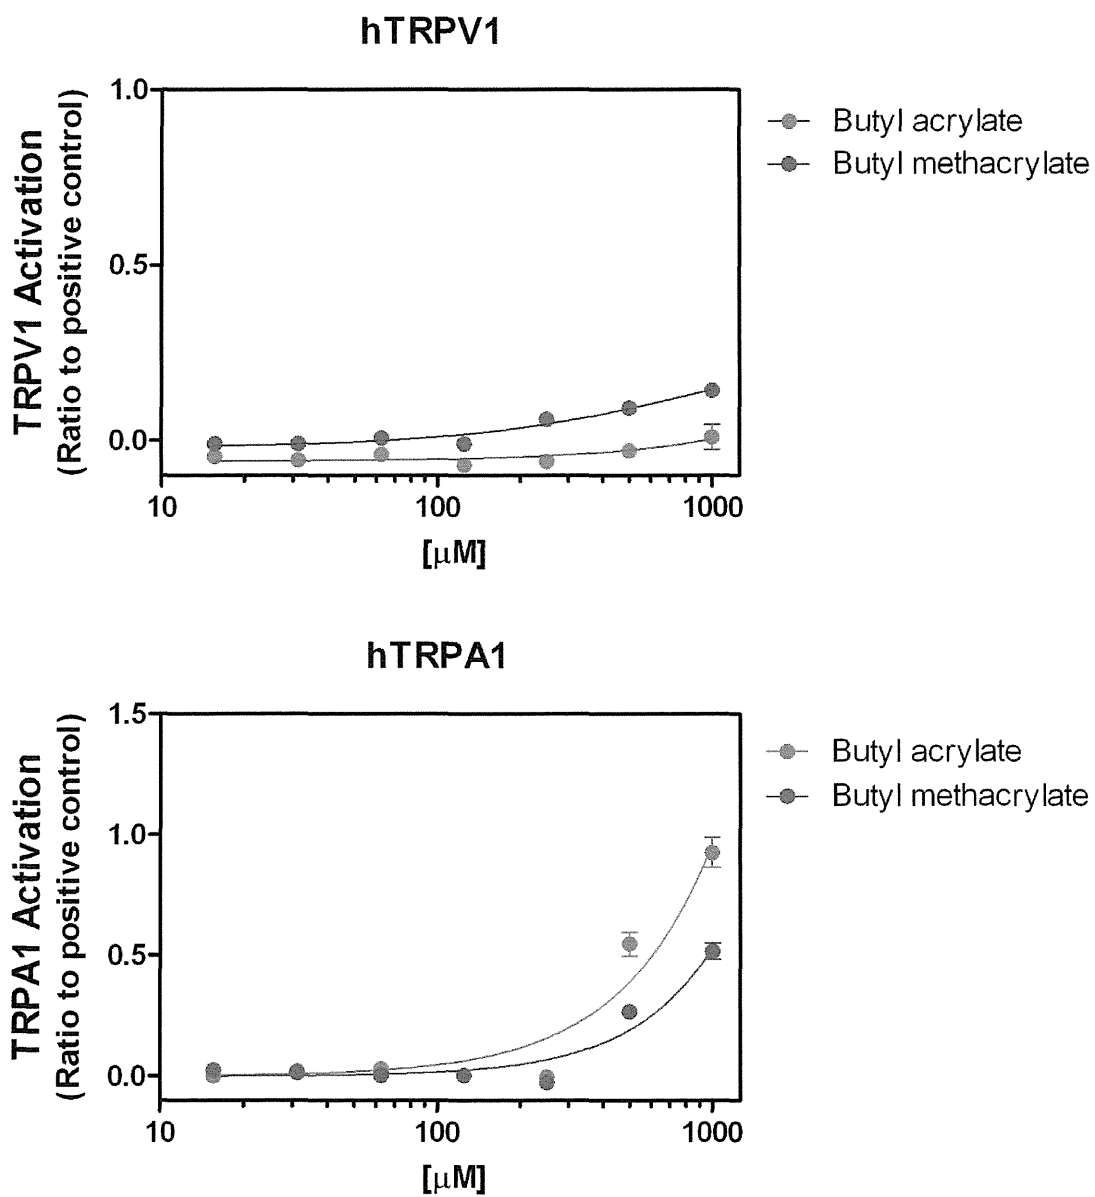 hTRPV1
TRPV1 Activation
(Ratio to positive control)
1.0
0.5
0.0
10
100
1000
[μM]
Butyl acrylate
Butyl methacrylate
hTRPA1
TRPA1 Activation
(Ratio to positive control)
1.5
1.0
0.5
0.0
10
100
1000
[μM]
Butyl acrylate
Butyl methacrylate